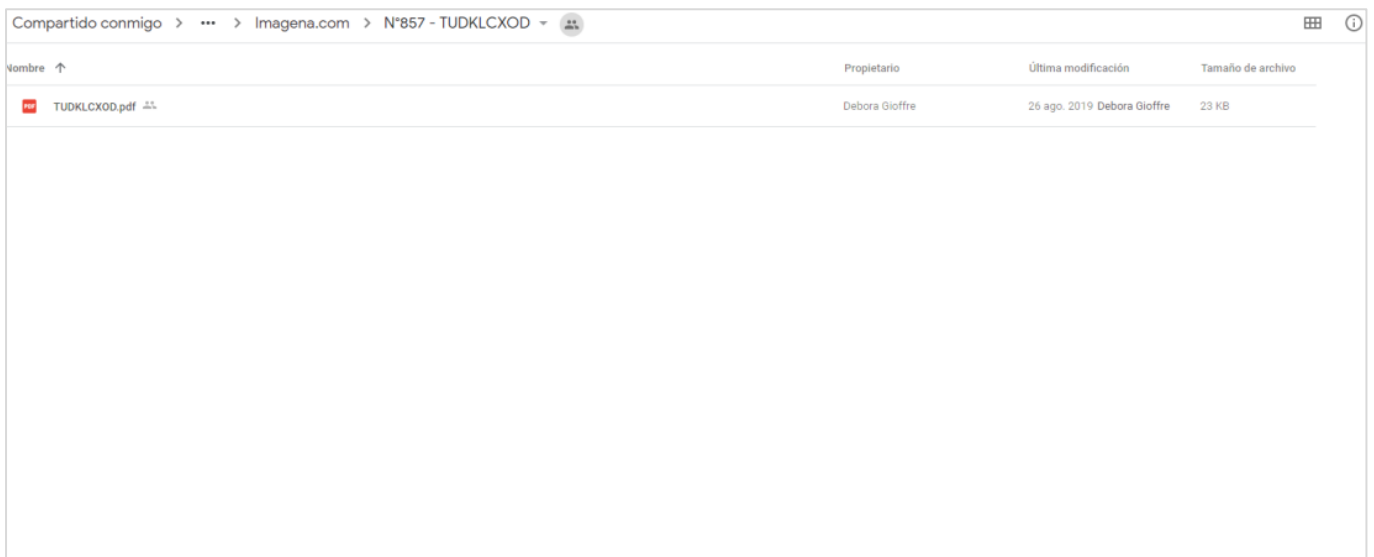 Compartido conmigo > ··· > Imagena.com > N°857 - TUDKLCXOD
Nombre ↑ Propietario Última modificación Tamaño de archivo
PDF TUDKLCXOD.pdf Debora Gioffre 26 ago. 2019 Debora Gioffre 23 KB